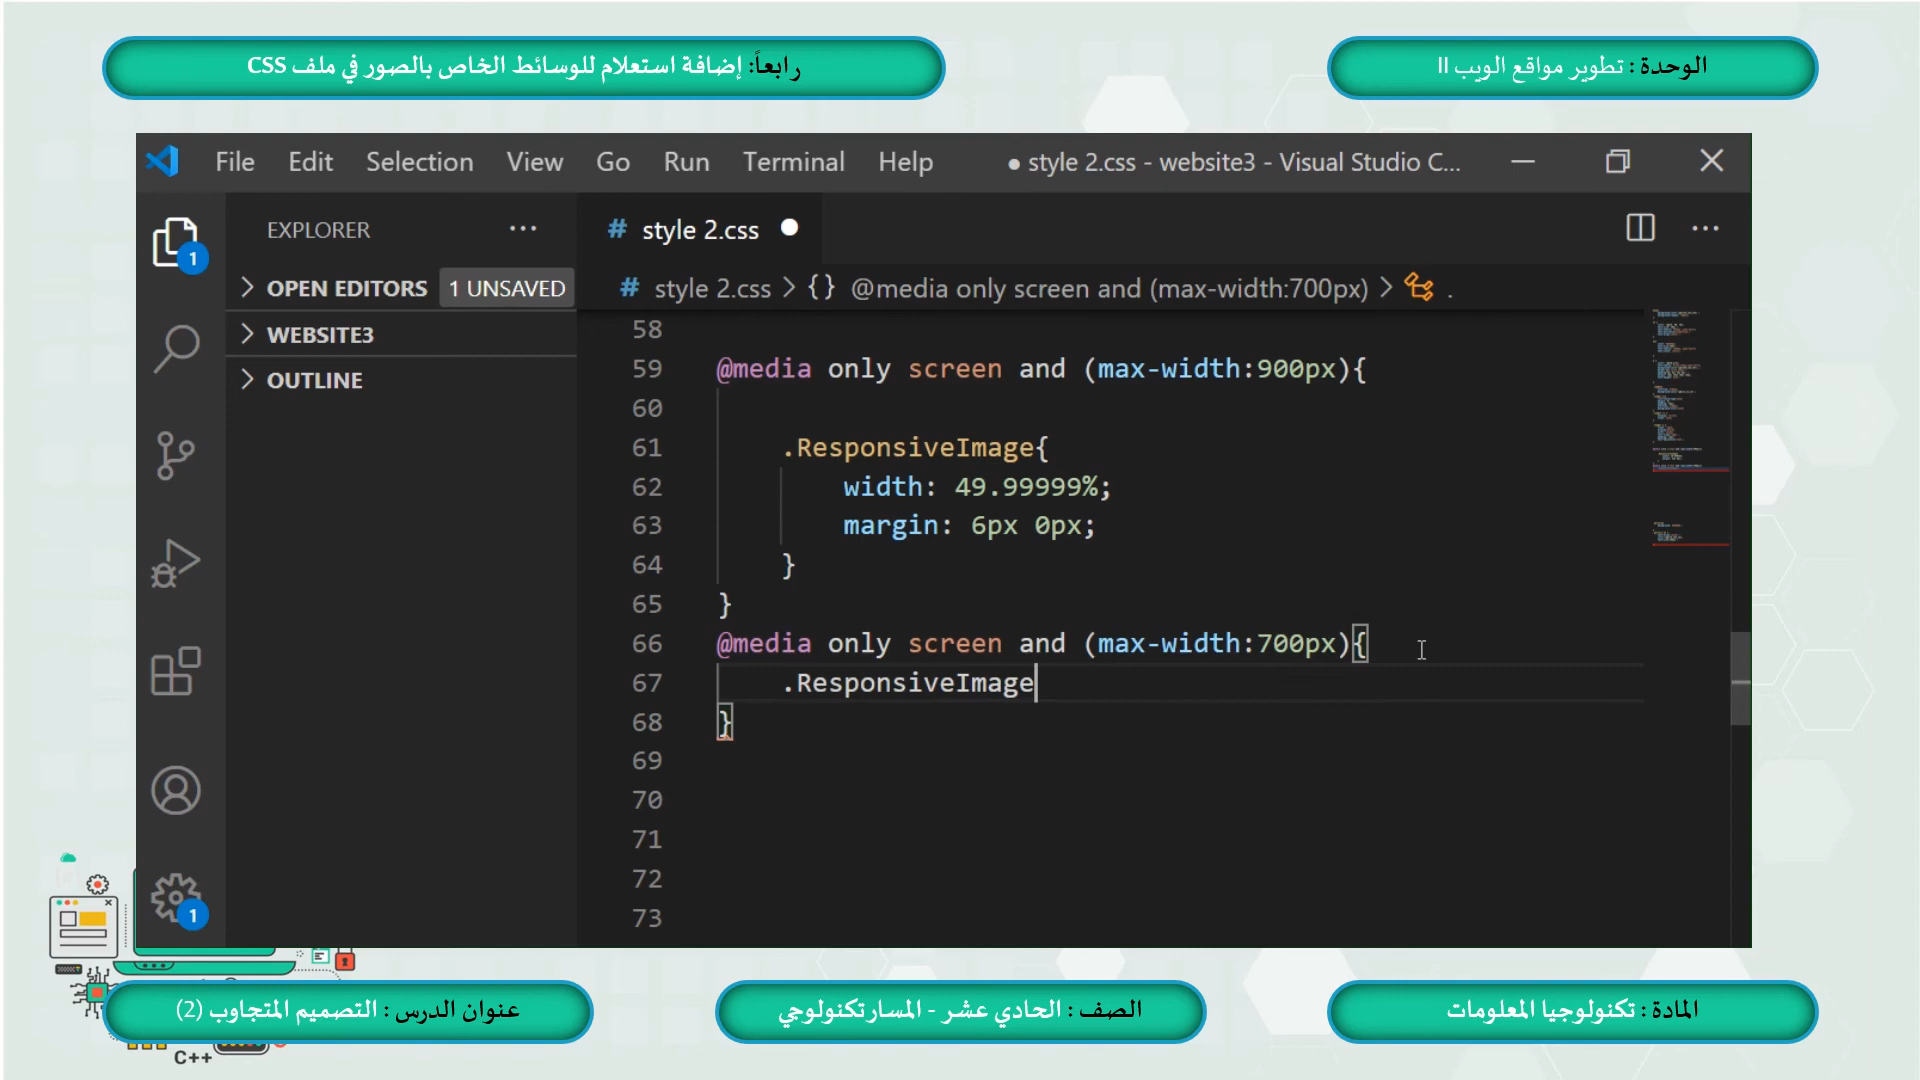 الوحدة : تطوير مواقع الويب II
رابعاً: إضافة استعلام للوسائط الخاص بالصور في ملف CSS
File Edit Selection View Go Run Terminal Help ● style 2.css - website3 - Visual Studio C...
EXPLORER ...
# style 2.css ●
1
OPEN EDITORS 1 UNSAVED
# style 2.css > {} @media only screen and (max-width:700px) > .
WEBSITE3
OUTLINE
58
59 @media only screen and (max-width:900px){
60
61 .ResponsiveImage{
62 width: 49.99999%;
63 margin: 6px 0px;
64 }
65 }
66 @media only screen and (max-width:700px){
67 .ResponsiveImage
68 }
69
70
71
72
73
1
المادة : تكنولوجيا المعلومات
الصف : الحادي عشر - المسار تكنولوجي
عنوان الدرس : التصميم المتجاوب (2)
C++